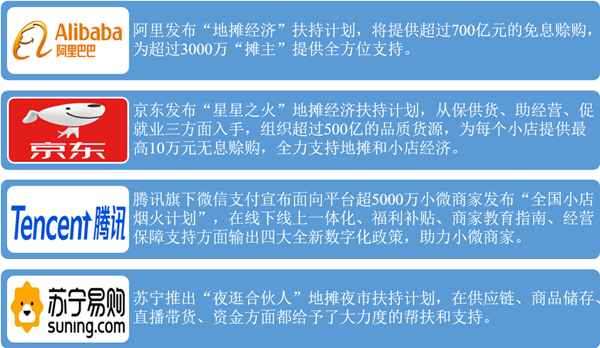 Alibaba
阿里巴巴
阿里发布“地摊经济”扶持计划，将提供超过700亿元的免息赊购，
为超过3000万“摊主”提供全方位支持。
京东
京东发布“星星之火”地摊经济扶持计划，从保供货、助经营、促
就业三方面入手，组织超过500亿的品质货源，为每个小店提供最
高10万元无息赊购，全力支持地摊和小店经济。
Tencent 腾讯
腾讯旗下微信支付宣布面向平台超5000万小微商家发布“全国小店
烟火计划”，在线下线上一体化、福利补贴、商家教育指南、经营
保障支持方面输出四大全新数字化政策，助力小微商家。
苏宁易购
suning.com
苏宁推出“夜逛合伙人”地摊夜市扶持计划，在供应链、商品储存、
直播带货、资金方面都给予了大力度的帮扶和支持。